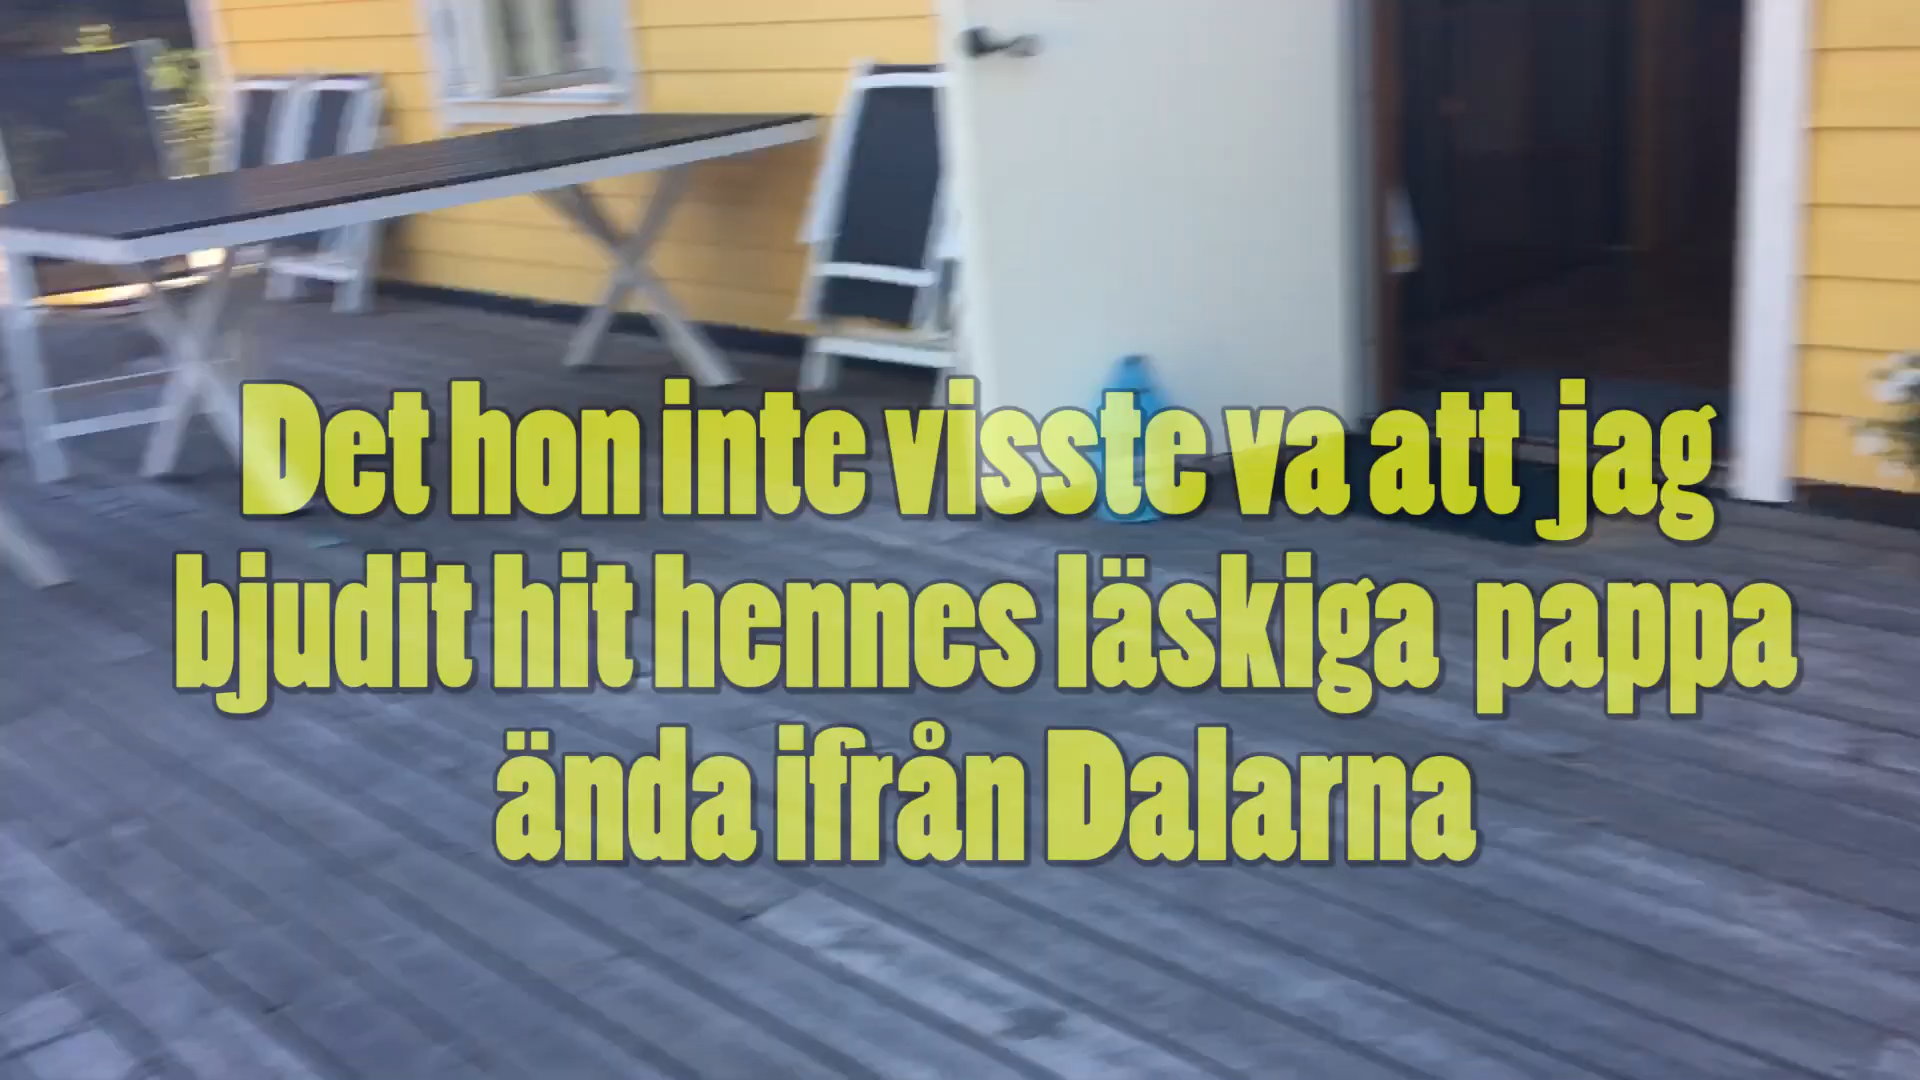 Det hon inte visste va att jag
bjudit hit hennes läskiga pappa
ända ifrån Dalarna